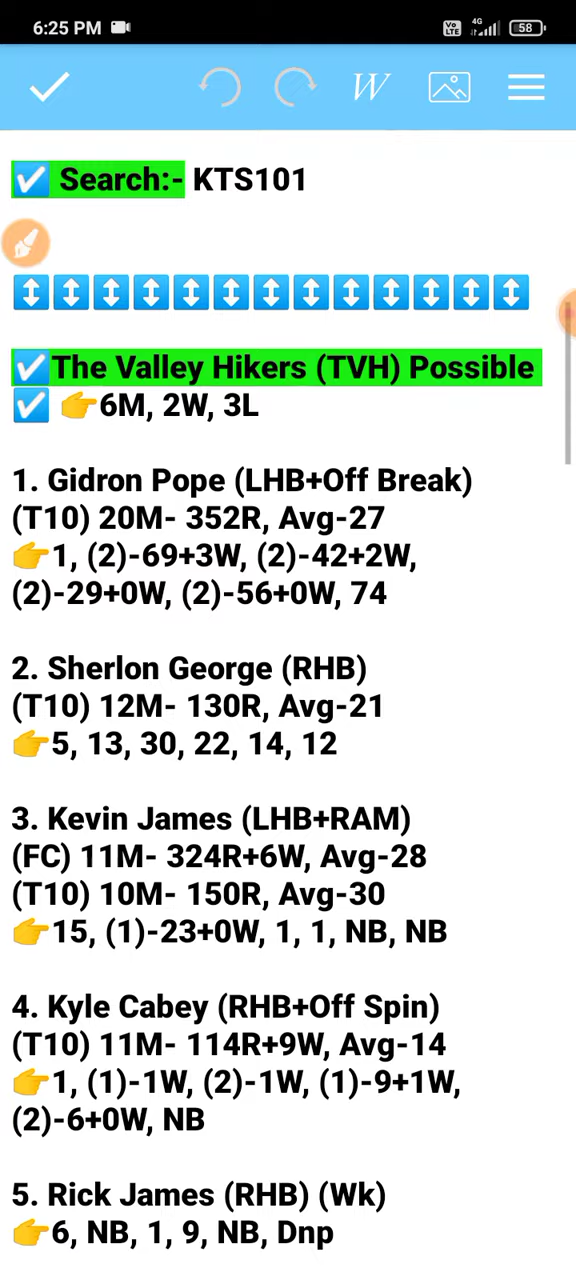 6:25 PM
Vo LTE 4G 58
W
✅ Search:- KTS101
↕️↕️↕️↕️↕️↕️↕️↕️↕️↕️↕️↕️↕️
✅The Valley Hikers (TVH) Possible
✅ 👉6M, 2W, 3L
1. Gidron Pope (LHB+Off Break)
(T10) 20M- 352R, Avg-27
👉1, (2)-69+3W, (2)-42+2W,
(2)-29+0W, (2)-56+0W, 74
2. Sherlon George (RHB)
(T10) 12M- 130R, Avg-21
👉5, 13, 30, 22, 14, 12
3. Kevin James (LHB+RAM)
(FC) 11M- 324R+6W, Avg-28
(T10) 10M- 150R, Avg-30
👉15, (1)-23+0W, 1, 1, NB, NB
4. Kyle Cabey (RHB+Off Spin)
(T10) 11M- 114R+9W, Avg-14
👉1, (1)-1W, (2)-1W, (1)-9+1W,
(2)-6+0W, NB
5. Rick James (RHB) (Wk)
👉6, NB, 1, 9, NB, Dnp